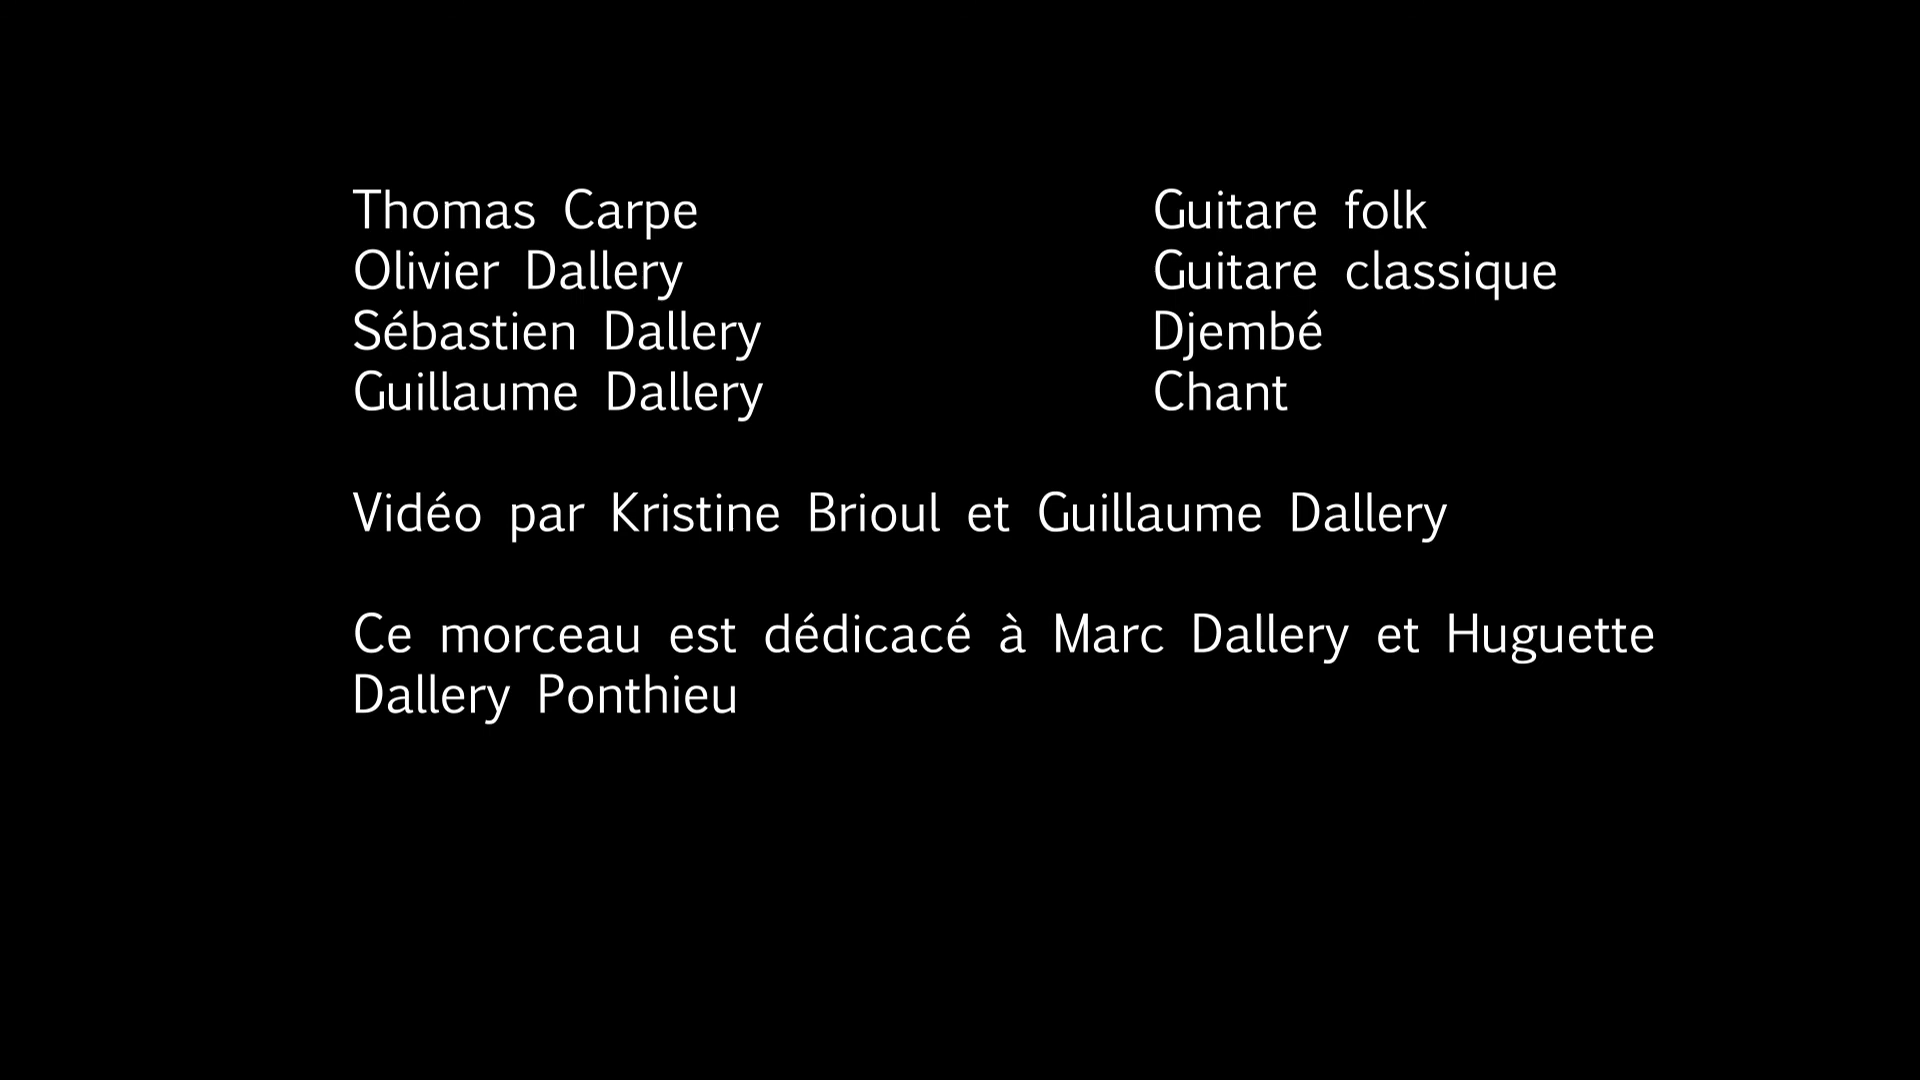 Thomas Carpe Guitare folk
Olivier Dallery Guitare classique
Sébastien Dallery Djembé
Guillaume Dallery Chant
Vidéo par Kristine Brioul et Guillaume Dallery
Ce morceau est dédicacé à Marc Dallery et Huguette
Dallery Ponthieu